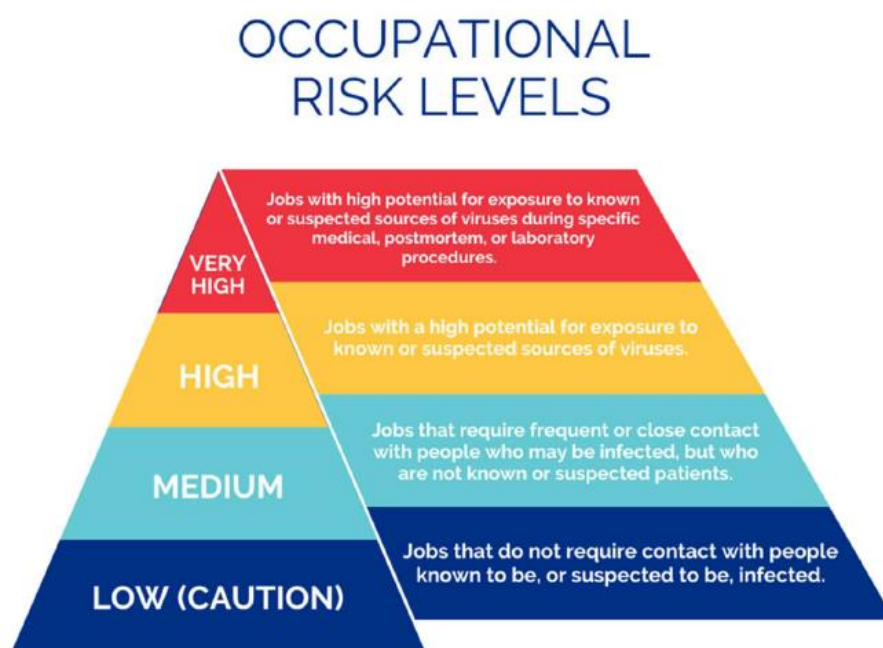 OCCUPATIONAL
RISK LEVELS
VERY
HIGH
Jobs with high potential for exposure to known
or suspected sources of viruses during specific
medical, postmortem, or laboratory
procedures.
HIGH
Jobs with a high potential for exposure to
known or suspected sources of viruses.
MEDIUM
Jobs that require frequent or close contact
with people who may be infected, but who
are not known or suspected patients.
LOW (CAUTION)
Jobs that do not require contact with people
known to be, or suspected to be, infected.